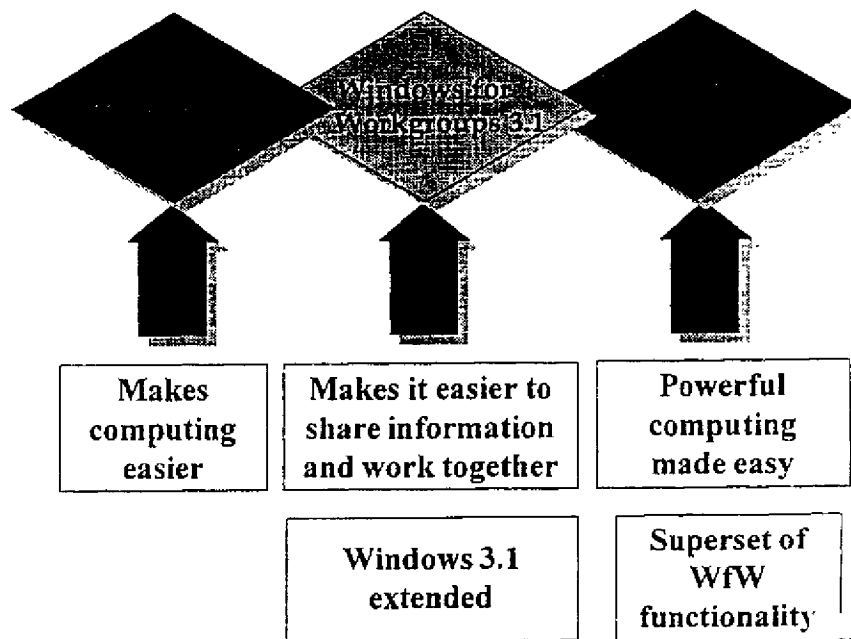 Windows for
Workgroups 3.1
Makes
computing
easier
Makes it easier to
share information
and work together
Powerful
computing
made easy
Windows 3.1
extended
Superset of
WfW
functionality